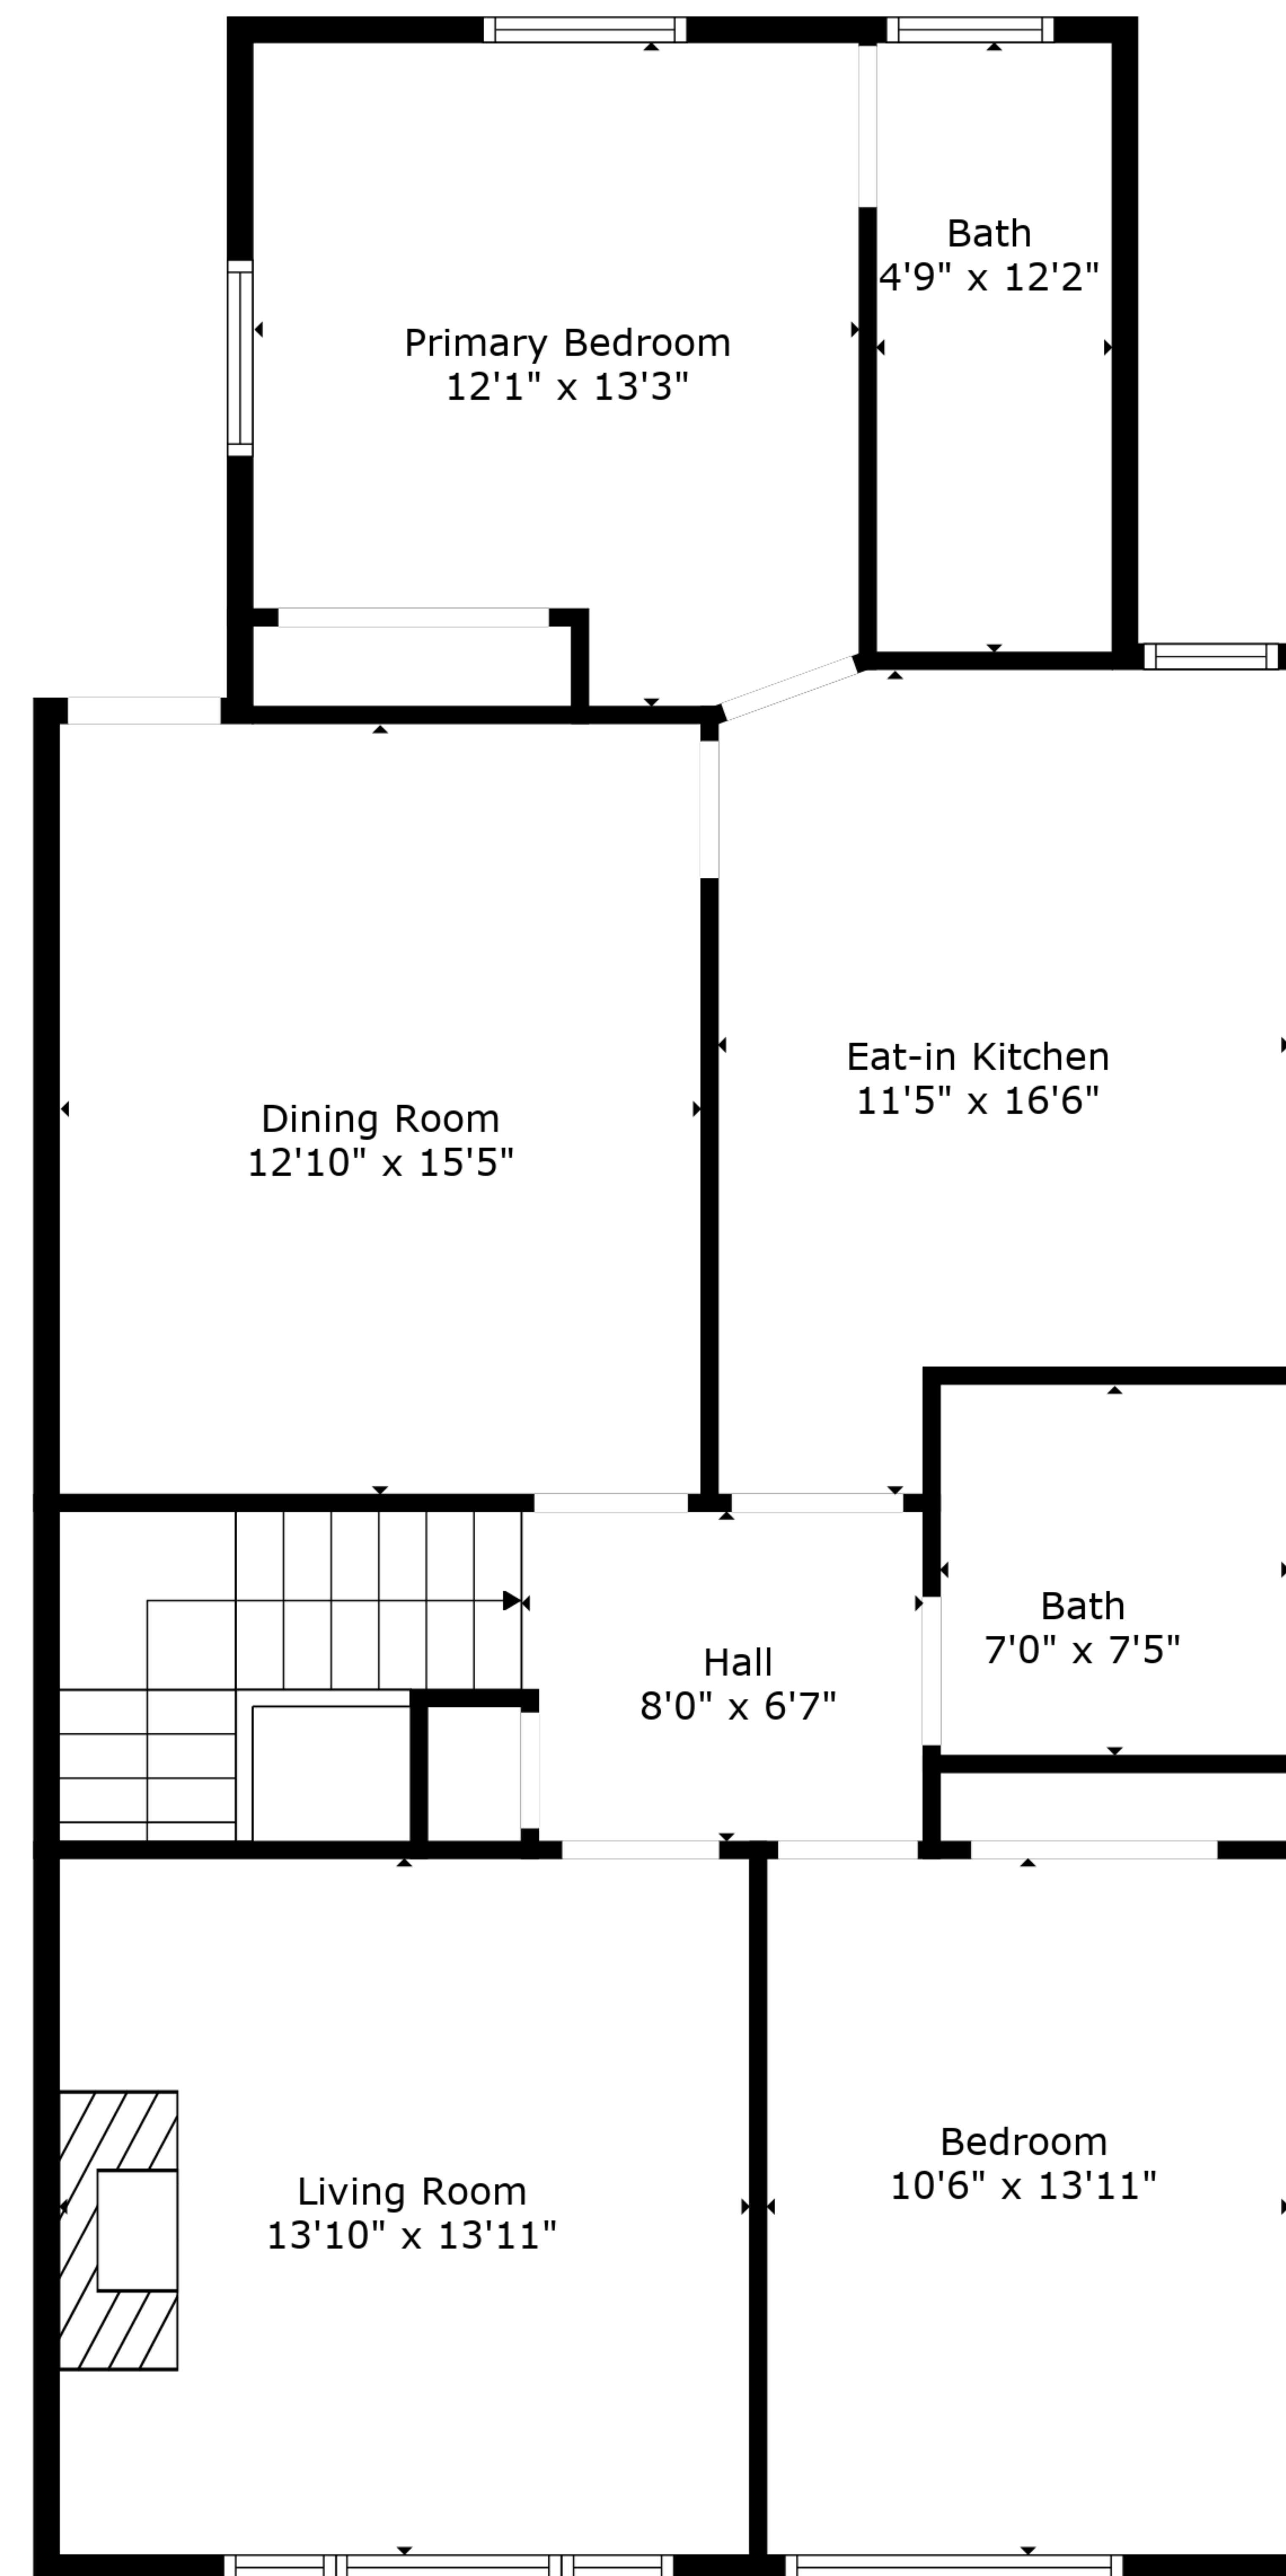 Bath
4'9" x 12'2"
Primary Bedroom
12'1" x 13'3"
Eat-in Kitchen
11'5" x 16'6"
Dining Room
12'10" x 15'5"
Bath
7'0" x 7'5"
Hall
8'0" x 6'7"
Bedroom
10'6" x 13'11"
Living Room
13'10" x 13'11"